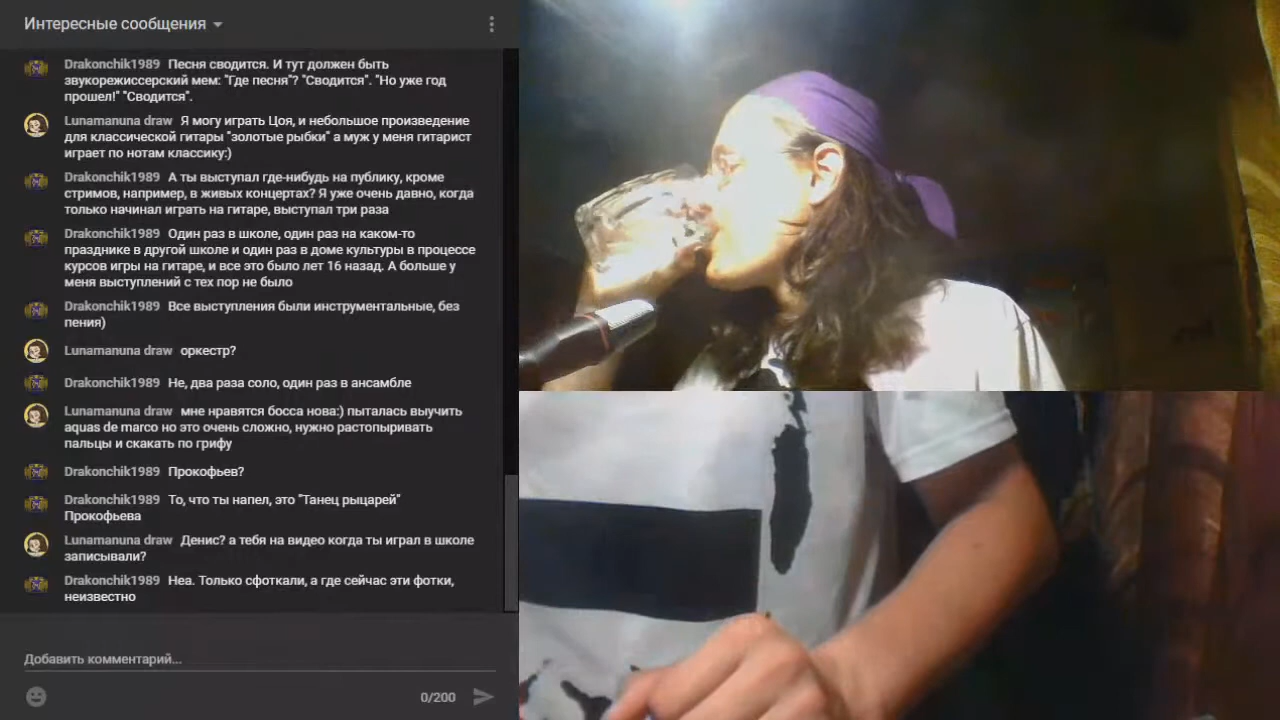 Интересные сообщения
Drakonchik1989 Песня сводится. И тут должен быть
звукорежиссерский мем: "Где песня"? "Сводится". "Но уже год
прошел!" "Сводится".
Lunamanuna draw Я могу играть Цоя, и небольшое произведение
для классической гитары "золотые рыбки" а муж у меня гитарист
играет по нотам классику:)
Drakonchik1989 А ты выступал где-нибудь на публику, кроме
стримов, например, в живых концертах? Я уже очень давно, когда
только начинал играть на гитаре, выступал три раза
Drakonchik1989 Один раз в школе, один раз на каком-то
празднике в другой школе и один раз в доме культуры в процессе
курсов игры на гитаре, и все это было лет 16 назад. А больше у
меня выступлений с тех пор не было
Drakonchik1989 Все выступления были инструментальные, без
пения)
Lunamanuna draw оркестр?
Drakonchik1989 Не, два раза соло, один раз в ансамбле
Lunamanuna draw мне нравятся босса нова:) пыталась выучить
aquas de marco но это очень сложно, нужно растопыривать
пальцы и скакать по грифу
Drakonchik1989 Прокофьев?
Drakonchik1989 То, что ты напел, это "Танец рыцарей"
Прокофьева
Lunamanuna draw Денис? а тебя на видео когда ты играл в школе
записывали?
Drakonchik1989 Неа. Только сфоткали, а где сейчас эти фотки,
неизвестно
Добавить комментарий...
0/200